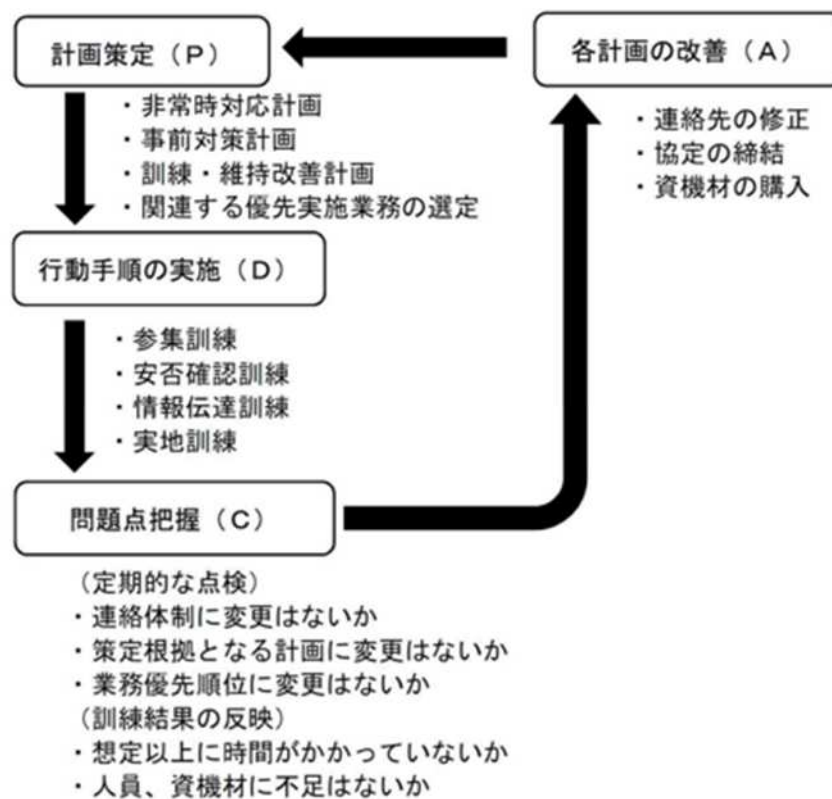 計画策定（Ｐ）
・非常時対応計画
・事前対策計画
・訓練・維持改善計画
・関連する優先実施業務の選定
行動手順の実施（Ｄ）
・参集訓練
・安否確認訓練
・情報伝達訓練
・実地訓練
問題点把握（Ｃ）
（定期的な点検）
・連絡体制に変更はないか
・策定根拠となる計画に変更はないか
・業務優先順位に変更はないか
（訓練結果の反映）
・想定以上に時間がかかっていないか
・人員、資機材に不足はないか
各計画の改善（Ａ）
・連絡先の修正
・協定の締結
・資機材の購入